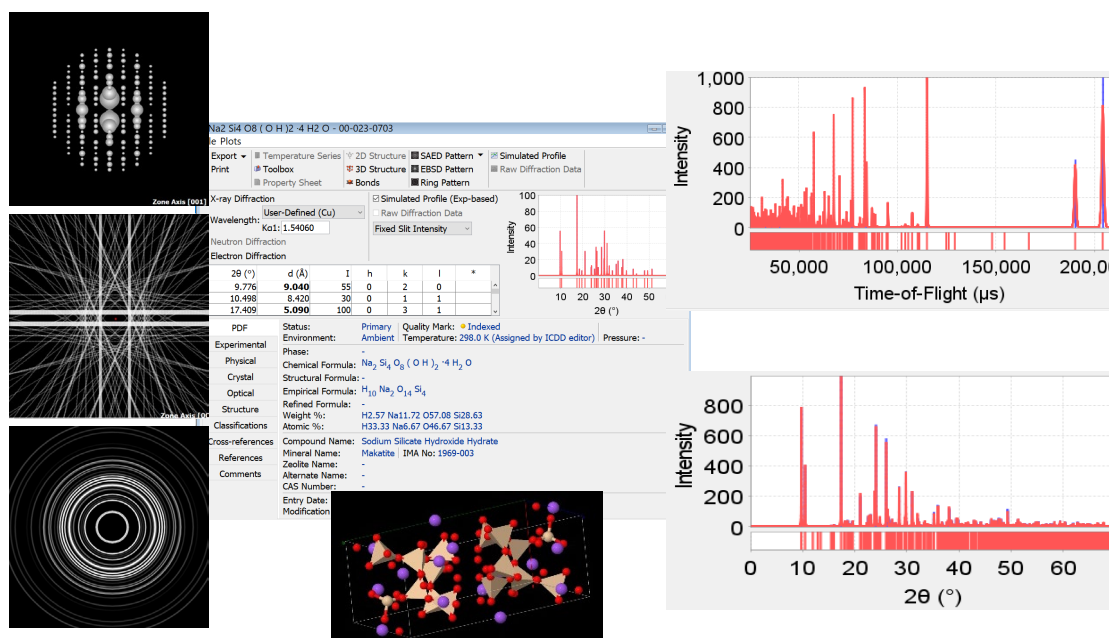 Zone Axis [001]
Na2 Si4 O8 ( O H )2 ·4 H2 O - 00-023-0703
le Plots
Export Temperature Series 2D Structure SAED Pattern Simulated Profile
Print Toolbox 3D Structure EBSD Pattern Raw Diffraction Data
Property Sheet Bonds Ring Pattern
X-ray Diffraction Simulated Profile (Exp-based)
Wavelength: User-Defined (Cu) Raw Diffraction Data
Kα1: 1.54060 Fixed Slit Intensity
Neutron Diffraction
Electron Diffraction
2θ (°) d (Å) I h k l *
9.776 9.040 55 0 2 0
10.498 8.420 30 0 1 1
17.409 5.090 100 0 3 1
Intensity
100
80
60
40
20
0
10 20 30 40 50
2θ (°)
PDF
Experimental
Physical
Crystal
Optical
Structure
Classifications
Cross-references
References
Comments
Status: Primary Quality Mark: Indexed
Environment: Ambient Temperature: 298.0 K (Assigned by ICDD editor) Pressure: -
Phase: -
Chemical Formula: Na2 Si4 O8 ( O H )2 ·4 H2 O
Structural Formula: -
Empirical Formula: H10 Na2 O14 Si4
Refined Formula: -
Weight %: H2.57 Na11.72 O57.08 Si28.63
Atomic %: H33.33 Na6.67 O46.67 Si13.33
Compound Name: Sodium Silicate Hydroxide Hydrate
Mineral Name: Makatite IMA No: 1969-003
Zeolite Name: -
Alternate Name: -
CAS Number: -
Entry Date:
Modification
Zone Axis [00
Intensity
1,000
800
600
400
200
0
50,000 100,000 150,000 200,0
Time-of-Flight (µs)
Intensity
800
600
400
200
0
0 10 20 30 40 50 60
2θ (°)